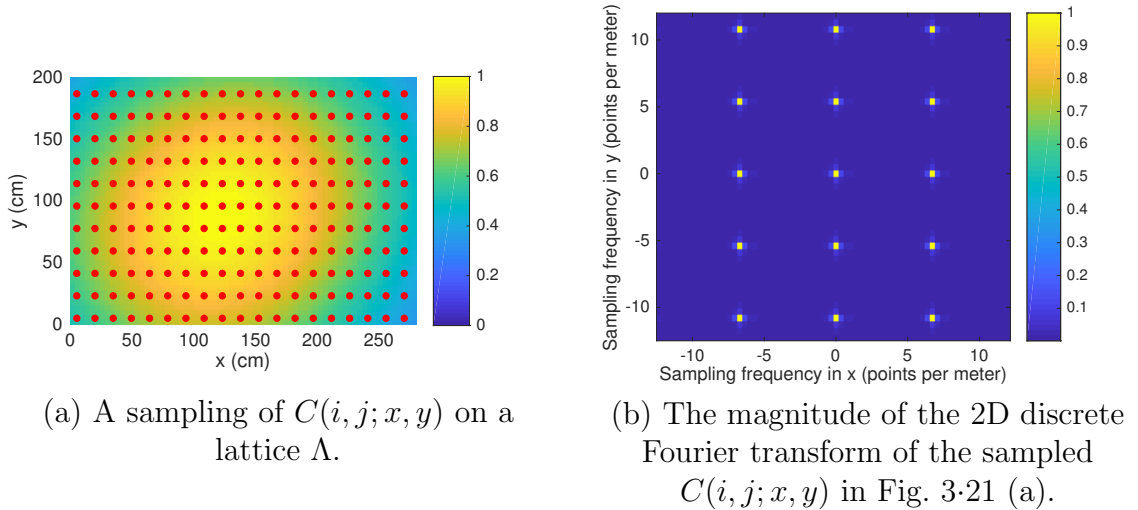 200
150
100
50
0
y (cm)
0 50 100 150 200 250
x (cm)
1
0.8
0.6
0.4
0.2
0
(a) A sampling of C(i, j; x, y) on a
lattice Λ.
10
5
0
-5
-10
Sampling frequency in y (points per meter)
-10 -5 0 5 10
Sampling frequency in x (points per meter)
1
0.9
0.8
0.7
0.6
0.5
0.4
0.3
0.2
0.1
(b) The magnitude of the 2D discrete
Fourier transform of the sampled
C(i, j; x, y) in Fig. 3·21 (a).